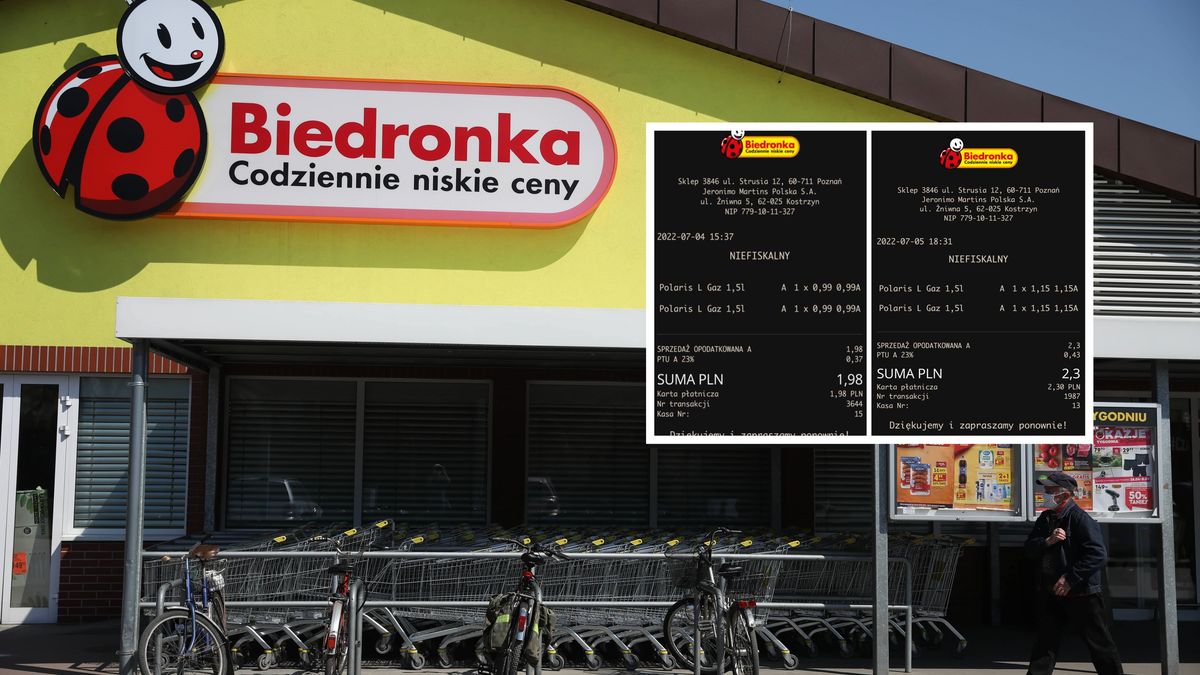 Biedronka
Codziennie niskie ceny
Biedronka
Codziennie niskie ceny
Sklep 3846 ul. Strusia 12, 60-711 Poznań
Jeronimo Martins Polska S.A.
ul. Żniwna 5, 62-025 Kostrzyn
NIP 779-10-11-327
2022-07-04 15:37
NIEFISKALNY
Polaris L Gaz 1,5l A 1 x 0,99 0,99A
Polaris L Gaz 1,5l A 1 x 0,99 0,99A
SPRZEDAŻ OPODATKOWANA A 1,98
PTU A 23% 0,37
SUMA PLN 1,98
Karta płatnicza 1,98 PLN
Nr transakcji 3644
Kasa Nr: 15
Dziękujemy i zapraszamy ponownie!
Biedronka
Codziennie niskie ceny
Sklep 3846 ul. Strusia 12, 60-711 Poznań
Jeronimo Martins Polska S.A.
ul. Żniwna 5, 62-025 Kostrzyn
NIP 779-10-11-327
2022-07-05 18:31
NIEFISKALNY
Polaris L Gaz 1,5l A 1 x 1,15 1,15A
Polaris L Gaz 1,5l A 1 x 1,15 1,15A
SPRZEDAŻ OPODATKOWANA A 2,3
PTU A 23% 0,43
SUMA PLN 2,3
Karta płatnicza 2,30 PLN
Nr transakcji 1987
Kasa Nr: 13
Dziękujemy i zapraszamy ponownie!
YGODNIU
OKAZJE
50%
TANIEJ